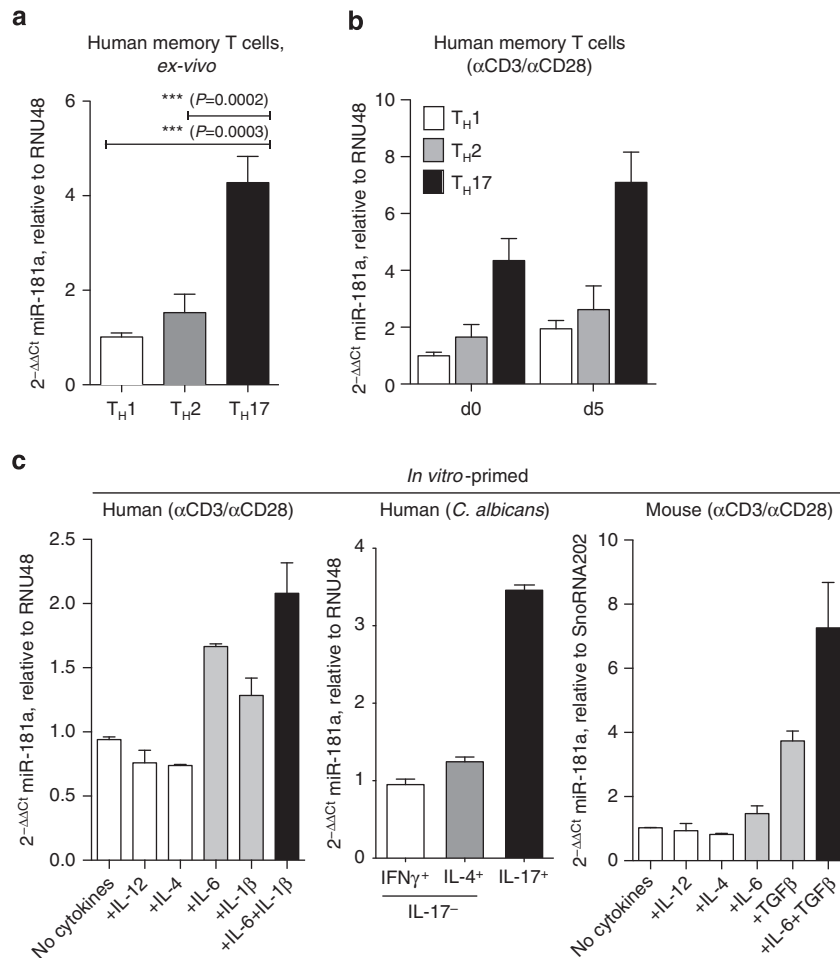 a
Human memory T cells,
ex-vivo
*** (P=0.0002)
*** (P=0.0003)
2–ΔΔCt miR-181a, relative to RNU48
6
4
2
0
TH1 TH2 TH17
b
Human memory T cells
(αCD3/αCD28)
TH1
TH2
TH17
2–ΔΔCt miR-181a, relative to RNU48
10
8
6
4
2
0
d0 d5
c
In vitro-primed
Human (αCD3/αCD28)
2–ΔΔCt miR-181a, relative to RNU48
2.5
2.0
1.5
1.0
0.5
0.0
No cytokines
+IL-12
+IL-4
+IL-6
+IL-1β
+IL-6+IL-1β
Human (C. albicans)
2–ΔΔCt miR-181a, relative to RNU48
4
3
2
1
0
IFNγ+ IL-4+ IL-17+
IL-17–
Mouse (αCD3/αCD28)
2–ΔΔCt miR-181a, relative to SnoRNA202
10
8
6
4
2
0
No cytokines
+IL-12
+IL-4
+IL-6
+TGFβ
+IL-6+TGFβ